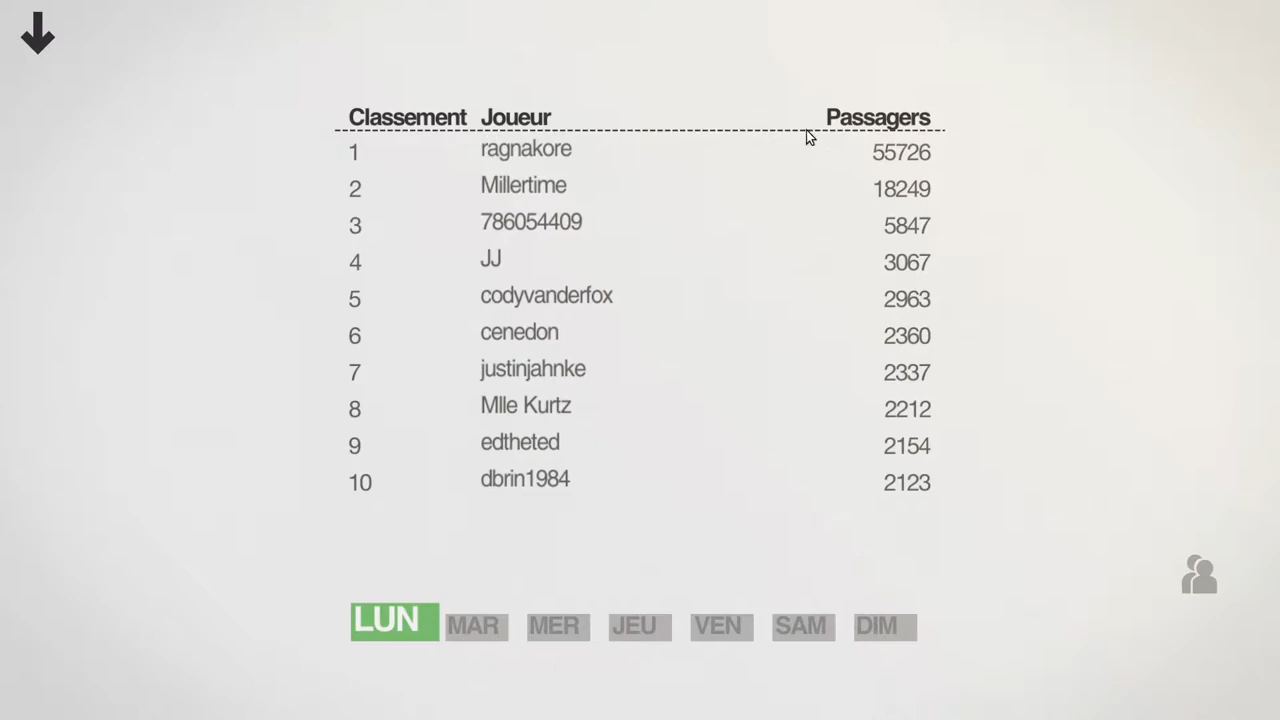 Classement Joueur Passagers
1 ragnakore 55726
2 Millertime 18249
3 786054409 5847
4 JJ 3067
5 codyvanderfox 2963
6 cenedon 2360
7 justinjahnke 2337
8 Mlle Kurtz 2212
9 edtheted 2154
10 dbrin1984 2123
LUN MAR MER JEU VEN SAM DIM